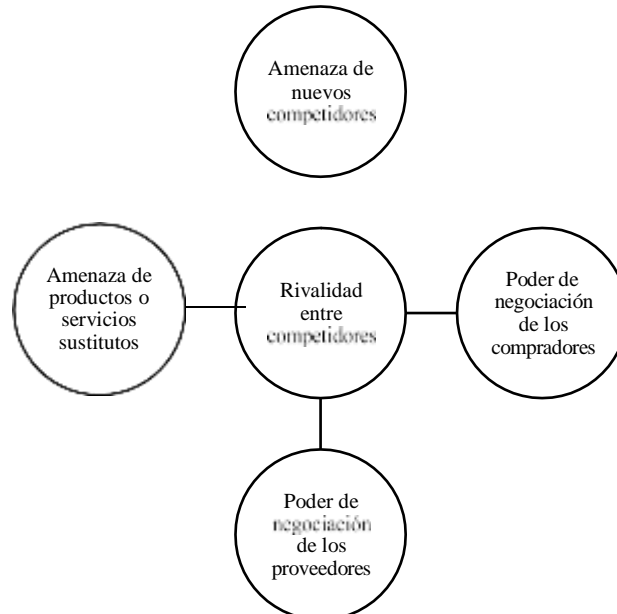 Amenaza de
nuevos
competidores
Amenaza de
productos o
servicios
sustitutos
Rivalidad
entre
competidores
Poder de
negociación
de los
compradores
Poder de
negociación
de los
proveedores